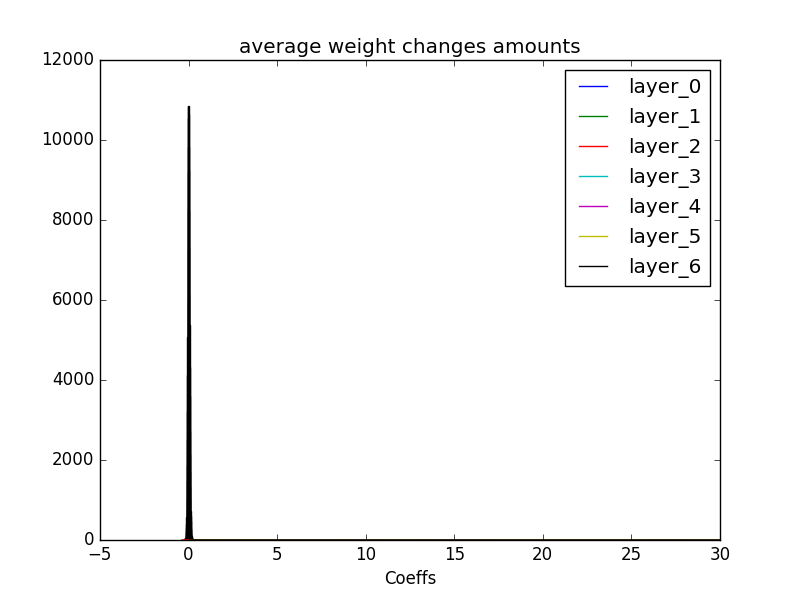 average weight changes amounts
12000
10000
8000
6000
4000
2000
0
−5
0
5
10
15
20
25
30
Coeffs
layer_0
layer_1
layer_2
layer_3
layer_4
layer_5
layer_6